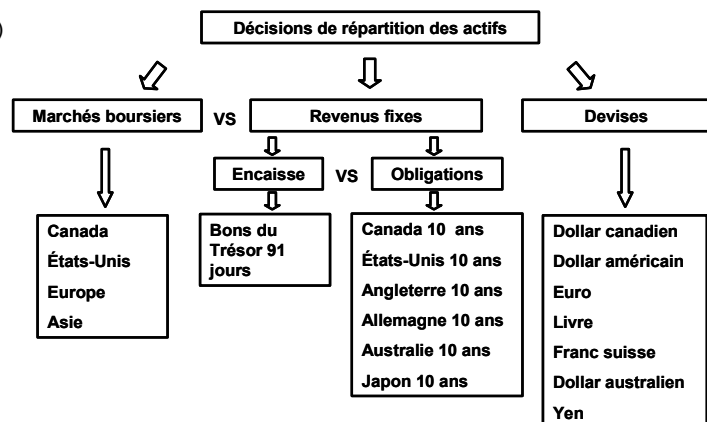 )
Décisions de répartition des actifs
Marchés boursiers
VS
Revenus fixes
Devises
Encaisse
VS
Obligations
Canada
États-Unis
Europe
Asie
Bons du
Trésor 91
jours
Canada 10 ans
États-Unis 10 ans
Angleterre 10 ans
Allemagne 10 ans
Australie 10 ans
Japon 10 ans
Dollar canadien
Dollar américain
Euro
Livre
Franc suisse
Dollar australien
Yen